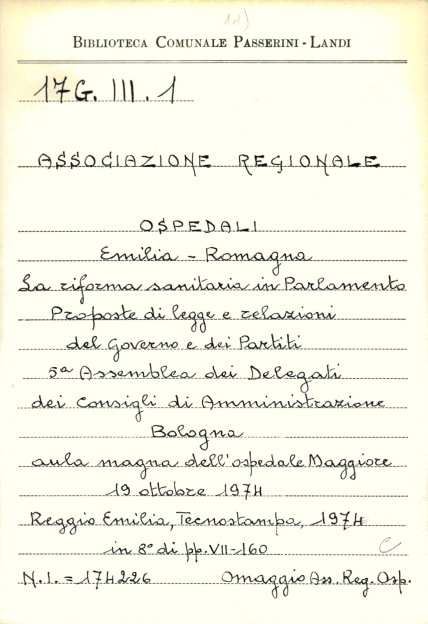 11)
BIBLIOTECA COMUNALE PASSERINI - LANDI
17G. III. 1
ASSOCIAZIONE REGIONALE
OSPEDALI
Emilia - Romagna
La riforma sanitaria in Parlamento
Proposte di legge e relazioni
del Governo e dei Partiti
5ª Assemblea dei Delegati
dei Consigli di Amministrazione
Bologna
aula magna dell'ospedale Maggiore
19 ottobre 1974
Reggio Emilia, Tecnostampa, 1974
in 8° di pp. VII-160 C
N.I. = 174226 Omaggio Ass. Reg. Osp.